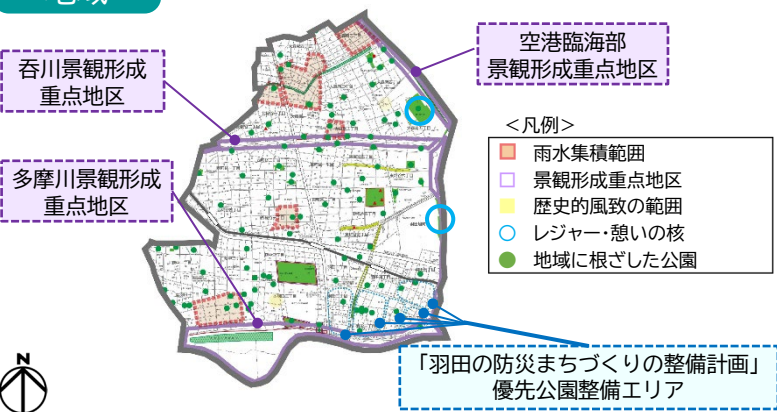 地域
呑川景観形成
重点地区
空港臨海部
景観形成重点地区
多摩川景観形成
重点地区
＜凡例＞
雨水集積範囲
景観形成重点地区
歴史的風致の範囲
レジャー・憩いの核
地域に根ざした公園
「羽田の防災まちづくりの整備計画」
優先公園整備エリア
N